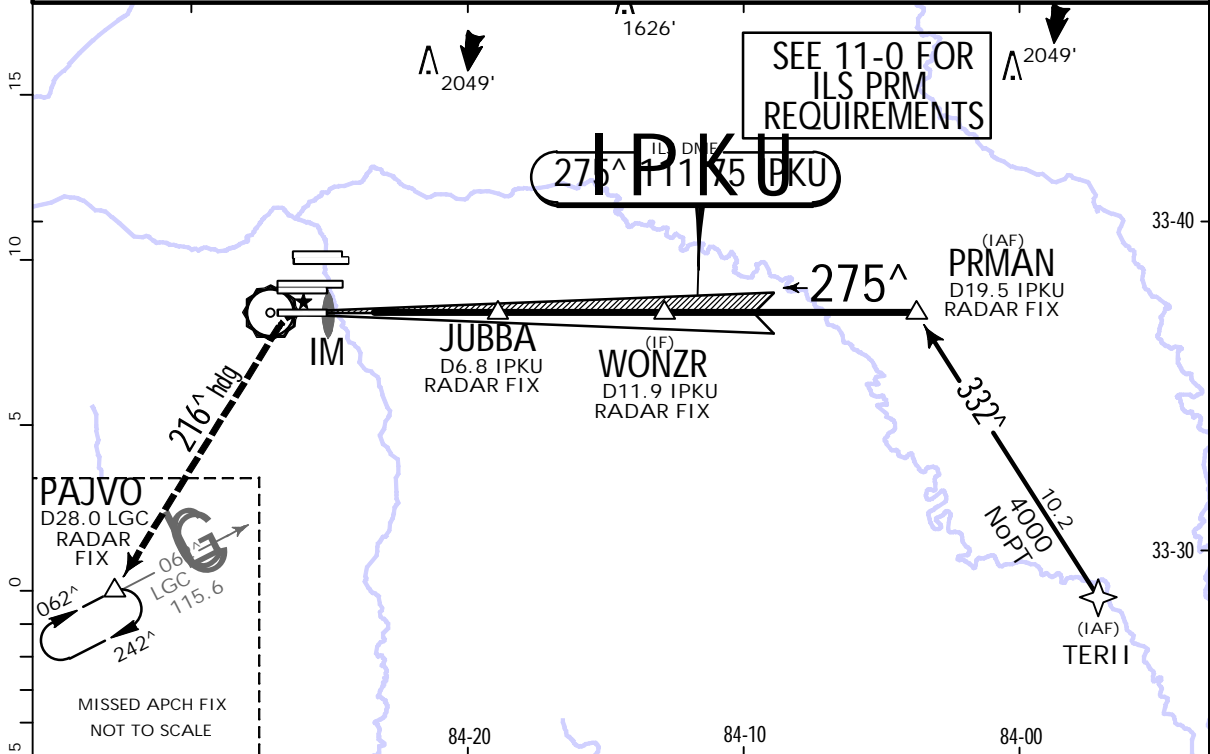 1626'
2049'
SEE 11-0 FOR
ILS PRM
REQUIREMENTS
2049'
15
ILS DME
IPKU
275^ 111.75 IPKU
33-40
10
(IAF)
PRMAN
D19.5 IPKU
RADAR FIX
275^
IM
JUBBA
D6.8 IPKU
RADAR FIX
(IF)
WONZR
D11.9 IPKU
RADAR FIX
216^ hdg
332^
5
10.2
4000
NoPT
PAJVO
D28.0 LGC
RADAR
FIX
LGC
115.6
33-30
0
062^
242^
(IAF)
TERII
MISSED APCH FIX
NOT TO SCALE
5
84-20
84-10
84-00